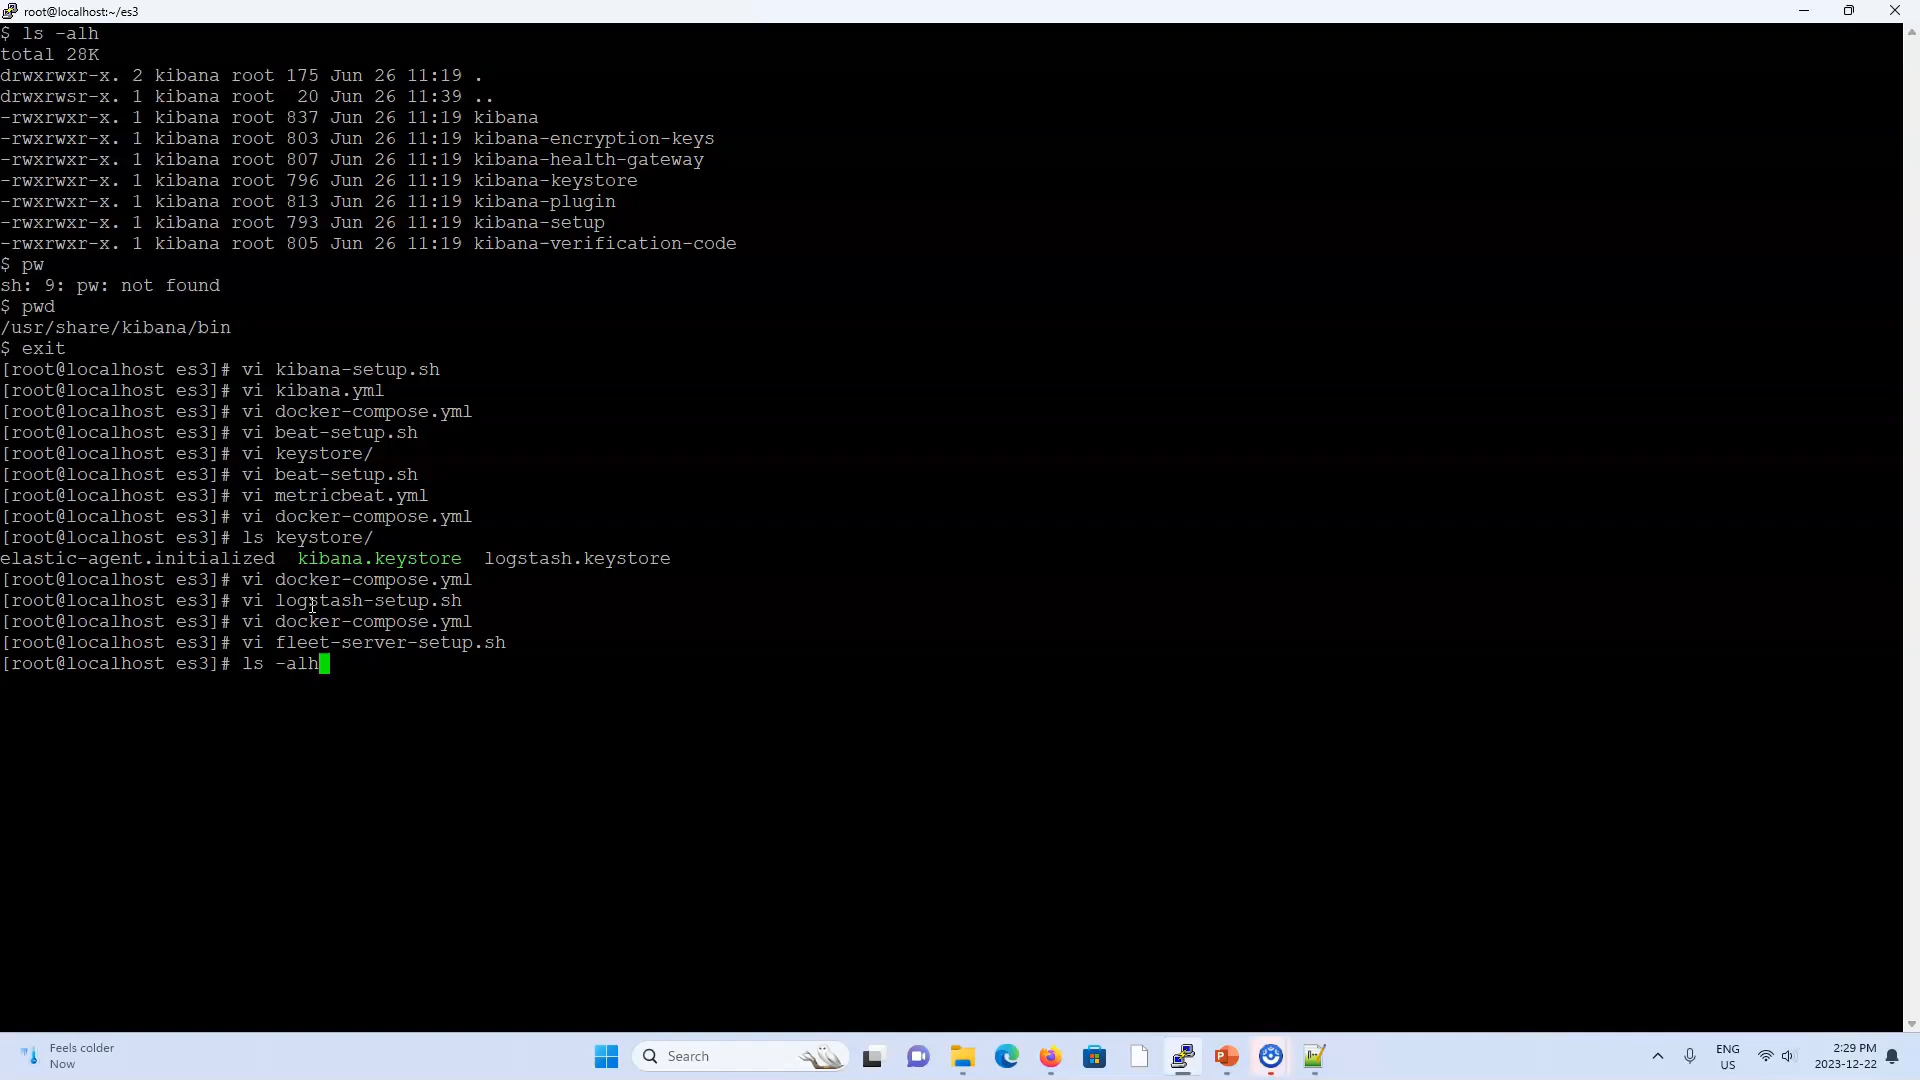 root@localhost:~/es3
$ ls -alh
total 28K
drwxrwxr-x. 2 kibana root 175 Jun 26 11:19 .
drwxrwsr-x. 1 kibana root  20 Jun 26 11:39 ..
-rwxrwxr-x. 1 kibana root 837 Jun 26 11:19 kibana
-rwxrwxr-x. 1 kibana root 803 Jun 26 11:19 kibana-encryption-keys
-rwxrwxr-x. 1 kibana root 807 Jun 26 11:19 kibana-health-gateway
-rwxrwxr-x. 1 kibana root 796 Jun 26 11:19 kibana-keystore
-rwxrwxr-x. 1 kibana root 813 Jun 26 11:19 kibana-plugin
-rwxrwxr-x. 1 kibana root 793 Jun 26 11:19 kibana-setup
-rwxrwxr-x. 1 kibana root 805 Jun 26 11:19 kibana-verification-code
$ pw
sh: 9: pw: not found
$ pwd
/usr/share/kibana/bin
$ exit
[root@localhost es3]# vi kibana-setup.sh
[root@localhost es3]# vi kibana.yml
[root@localhost es3]# vi docker-compose.yml
[root@localhost es3]# vi beat-setup.sh
[root@localhost es3]# vi keystore/
[root@localhost es3]# vi beat-setup.sh
[root@localhost es3]# vi metricbeat.yml
[root@localhost es3]# vi docker-compose.yml
[root@localhost es3]# ls keystore/
elastic-agent.initialized  kibana.keystore  logstash.keystore
[root@localhost es3]# vi docker-compose.yml
[root@localhost es3]# vi logstash-setup.sh
[root@localhost es3]# vi docker-compose.yml
[root@localhost es3]# vi fleet-server-setup.sh
[root@localhost es3]# ls -alh
Feels colder
Now
Search
ENG
US
2:29 PM
2023-12-22